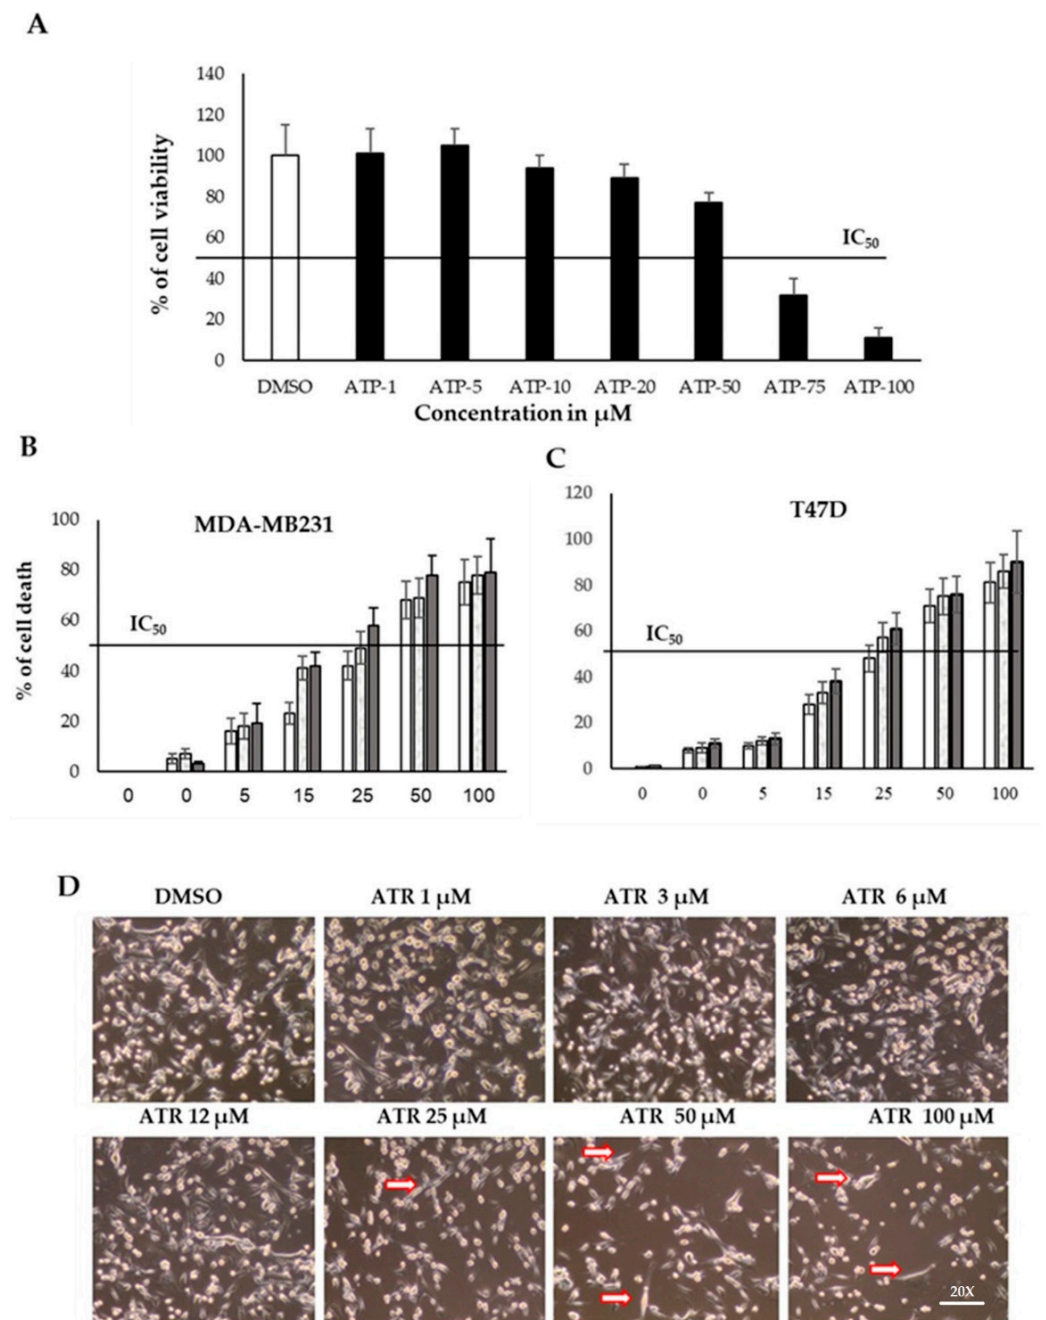 A
140
120
100
80
60
40
20
0
% of cell viability
IC50
DMSO ATP-1 ATP-5 ATP-10 ATP-20 ATP-50 ATP-75 ATP-100
Concentration in μM
B
MDA-MB231
100
80
60
40
20
0
% of cell death
IC50
0 0 5 15 25 50 100
C
T47D
120
100
80
60
40
20
0
IC50
0 0 5 15 25 50 100
D
DMSO ATR 1 μM ATR 3 μM ATR 6 μM
ATR 12 μM ATR 25 μM ATR 50 μM ATR 100 μM
20X